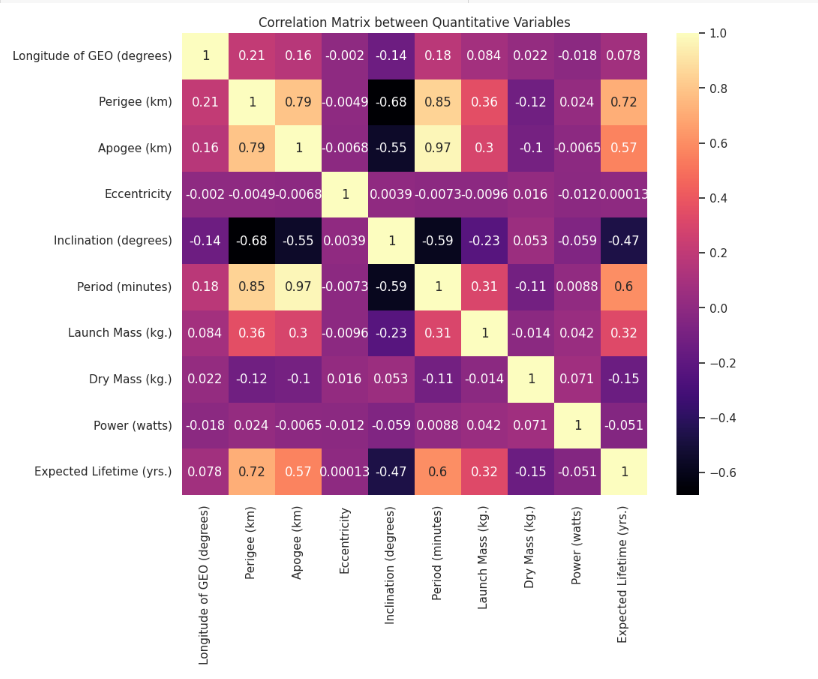 Correlation Matrix between Quantitative Variables
Longitude of GEO (degrees) 1 0.21 0.16 -0.002 -0.14 0.18 0.084 0.022 -0.018 0.078
Perigee (km) 0.21 1 0.79 -0.0049 -0.68 0.85 0.36 -0.12 0.024 0.72
Apogee (km) 0.16 0.79 1 -0.0068 -0.55 0.97 0.3 -0.1 -0.0065 0.57
Eccentricity -0.002 -0.0049 -0.0068 1 0.0039 -0.0073 -0.0096 0.016 -0.012 0.00013
Inclination (degrees) -0.14 -0.68 -0.55 0.0039 1 -0.59 -0.23 0.053 -0.059 -0.47
Period (minutes) 0.18 0.85 0.97 -0.0073 -0.59 1 0.31 -0.11 0.0088 0.6
Launch Mass (kg.) 0.084 0.36 0.3 -0.0096 -0.23 0.31 1 -0.014 0.042 0.32
Dry Mass (kg.) 0.022 -0.12 -0.1 0.016 0.053 -0.11 -0.014 1 0.071 -0.15
Power (watts) -0.018 0.024 -0.0065 -0.012 -0.059 0.0088 0.042 0.071 1 -0.051
Expected Lifetime (yrs.) 0.078 0.72 0.57 0.00013 -0.47 0.6 0.32 -0.15 -0.051 1
Longitude of GEO (degrees)
Perigee (km)
Apogee (km)
Eccentricity
Inclination (degrees)
Period (minutes)
Launch Mass (kg.)
Dry Mass (kg.)
Power (watts)
Expected Lifetime (yrs.)
1.0
0.8
0.6
0.4
0.2
0.0
−0.2
−0.4
−0.6